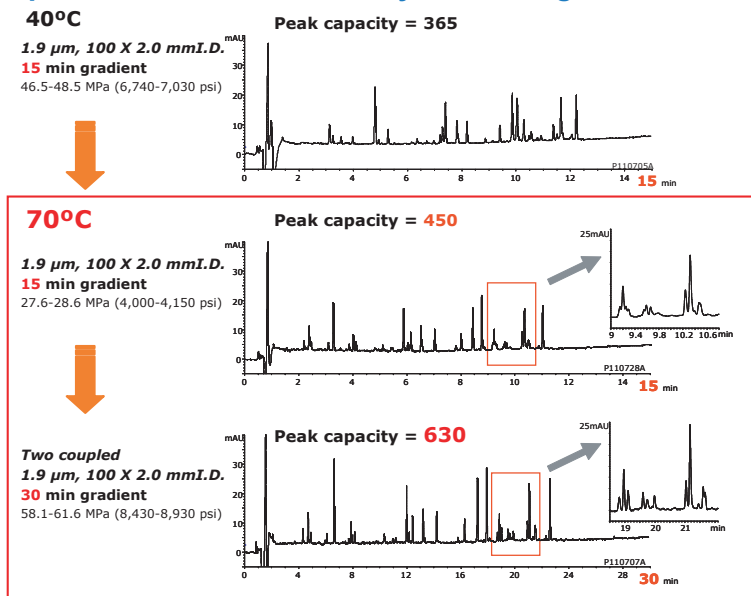 40ºC
Peak capacity = 365
1.9 µm, 100 X 2.0 mmI.D.
15 min gradient
46.5-48.5 MPa (6,740-7,030 psi)
mAU
30
20
10
0
P110705A
0 2 4 6 8 10 12 14 15 min
70ºC
Peak capacity = 450
1.9 µm, 100 X 2.0 mmI.D.
15 min gradient
27.6-28.6 MPa (4,000-4,150 psi)
mAU
30
20
10
0
P110728A
0 2 4 6 8 10 12 14 15 min
25mAU
9 9.4 9.8 10.2 10.6 min
Peak capacity = 630
Two coupled
1.9 µm, 100 X 2.0 mmI.D.
30 min gradient
58.1-61.6 MPa (8,430-8,930 psi)
mAU
30
20
10
0
P110707A
0 4 8 12 16 20 24 28 30 min
25mAU
19 20 21 min